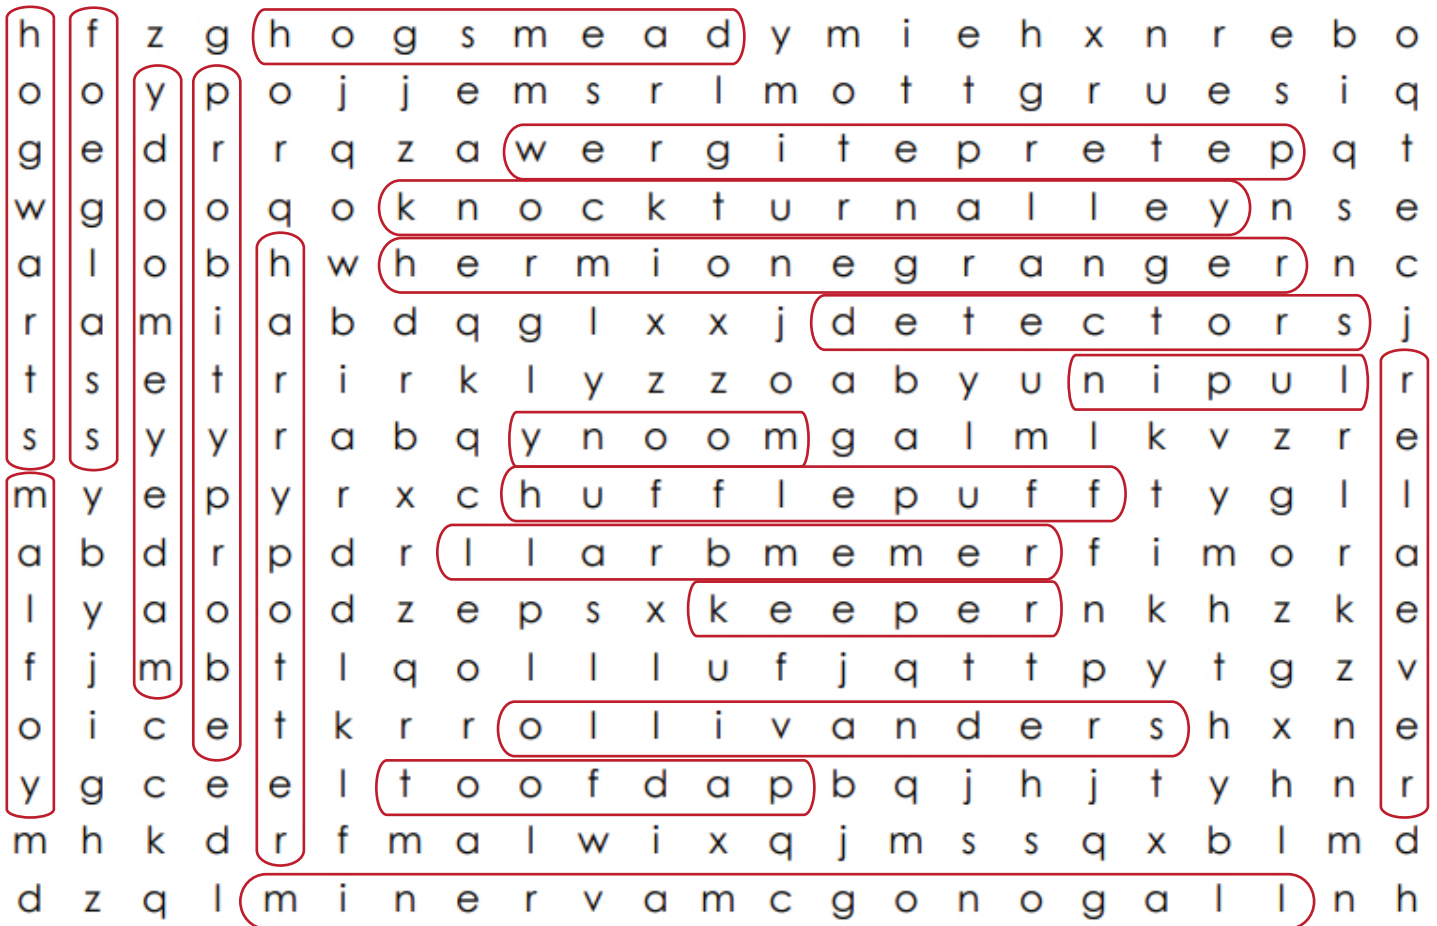 h f z g h o g s m e a d y m i e h x n r e b o
o o y p o j j e m s r l m o t t g r u e s i q
g e d r r q z a w e r g i t e p r e t e p q t
w g o o q o k n o c k t u r n a l l e y n s e
a l o b h w h e r m i o n e g r a n g e r n c
r a m i a b d q g l x x j d e t e c t o r s j
t s e t r i r k l y z z o a b y u n i p u l r
s s y y r a b q y n o o m g a l m l k v z r e
m y e p y r x c h u f f l e p u f f t y g l l
a b d r p d r l l a r b m e m e r f i m o r a
l y a o o d z e p s x k e e p e r n k h z k e
f j m b t l q o l l l u f j q t t p y t g z v
o i c e t k r r o l l i v a n d e r s h x n e
y g c e e l t o o f d a p b q j h j t y h n r
m h k d r f m a l w i x q j m s s q x b l m d
d z q l m i n e r v a m c g o n o g a l l n h